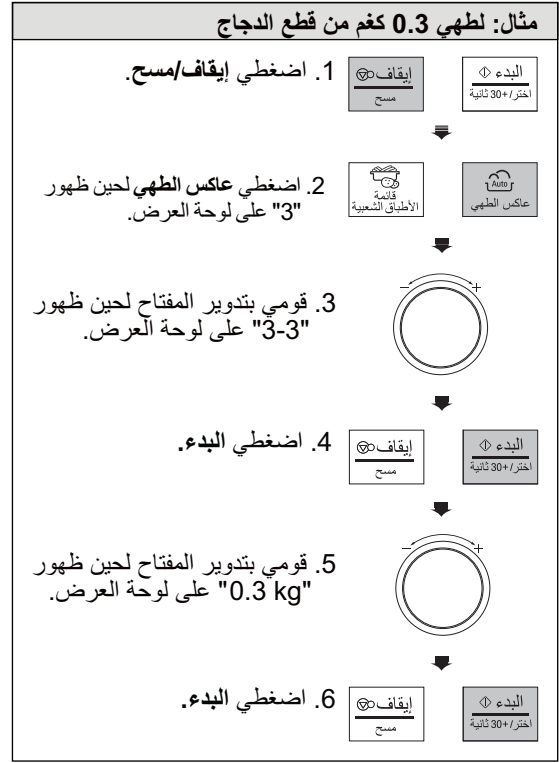 مثال: لطهي 0.3 كغم من قطع الدجاج
1. اضغطي إيقاف/مسح.
إيقاف
مسح
البدء
اختر/+30 ثانية
2. اضغطي عاكس الطهي لحين ظهور
"3" على لوحة العرض.
قائمة
الأطباق الشعبية
Auto
عاكس الطهي
3. قومي بتدوير المفتاح لحين ظهور
"3-3" على لوحة العرض.
- +
4. اضغطي البدء.
إيقاف
مسح
البدء
اختر/+30 ثانية
5. قومي بتدوير المفتاح لحين ظهور
"0.3 kg" على لوحة العرض.
- +
6. اضغطي البدء.
إيقاف
مسح
البدء
اختر/+30 ثانية